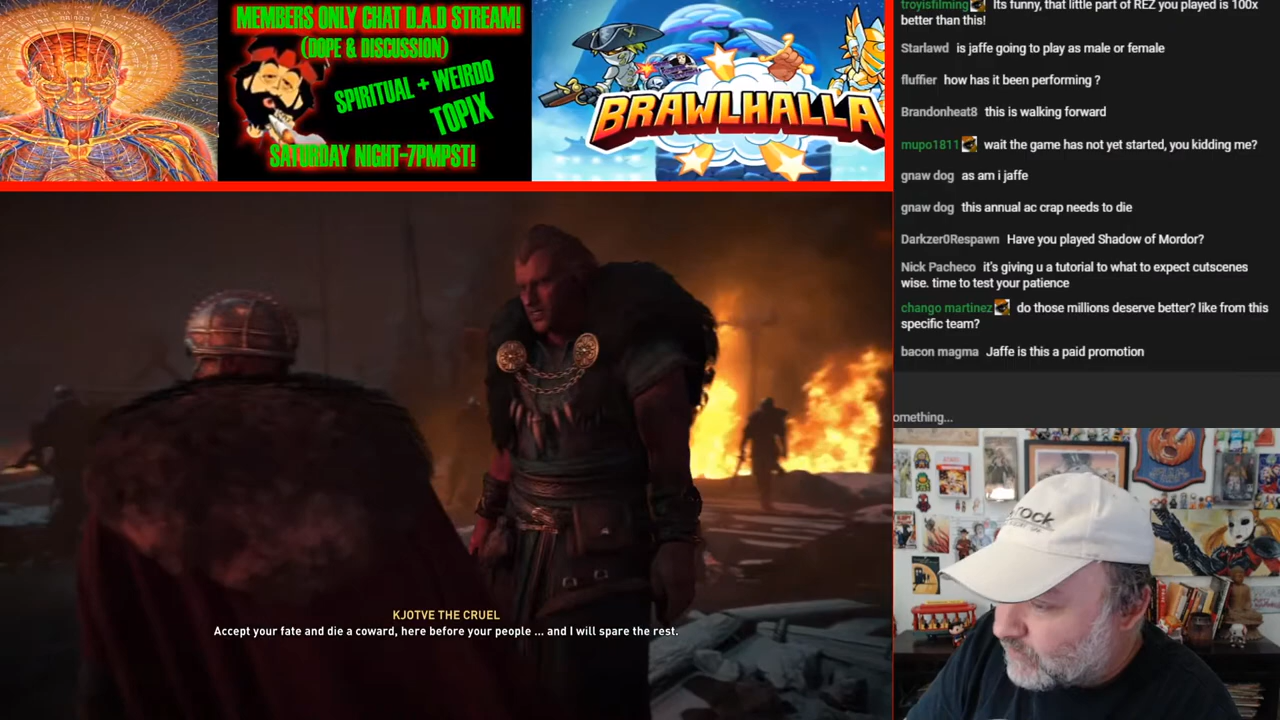 MEMBERS ONLY CHAT D.A.D STREAM!
(DOPE & DISCUSSION)
SPIRITUAL + WEIRDO
TOPIX
SATURDAY NIGHT-7PMPST!
BRAWLHALLA
troyisfilming Its funny, that little part of REZ you played is 100x
better than this!
Starlawd is jaffe going to play as male or female
fluffier how has it been performing ?
Brandonheat8 this is walking forward
mupo1811 wait the game has not yet started, you kidding me?
gnaw dog as am i jaffe
gnaw dog this annual ac crap needs to die
Darkzer0Respawn Have you played Shadow of Mordor?
Nick Pacheco it's giving u a tutorial to what to expect cutscenes
wise. time to test your patience
chango martinez do those millions deserve better? like from this
specific team?
bacon magma Jaffe is this a paid promotion
omething...
rock
KJOTVE THE CRUEL
Accept your fate and die a coward, here before your people ... and I will spare the rest.